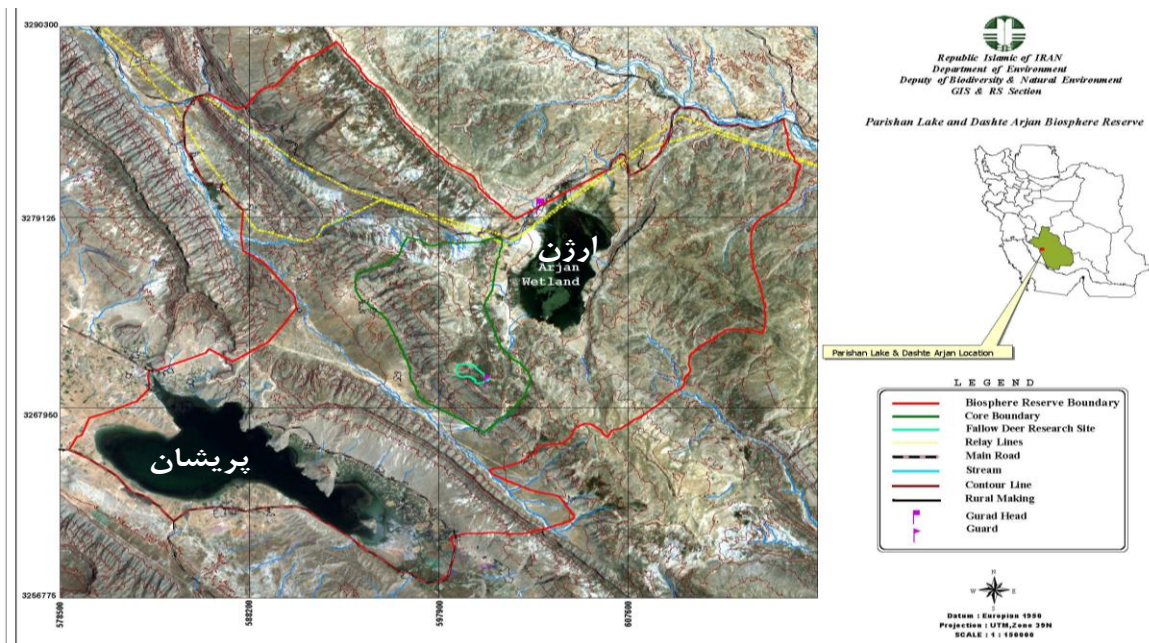 3290300
3279126
3267950
3256775
578500
588200
597900
607600
ارژن
Arjan
Wetland
پریشان
GIS
Republic Islamic of IRAN
Department of Environment
Deputy of Biodiversity & Natural Environment
GIS & RS Section
Parishan Lake and Dashte Arjan Biosphere Reserve
Parishan Lake & Dashte Arjan Location
LEGEND
Biosphere Reserve Boundary
Core Boundary
Fallow Deer Research Site
Relay Lines
Main Road
Stream
Contour Line
Rural Making
Gurad Head
Guard
N
W E
S
Datum : Europian 1950
Projection : UTM,Zone 39N
SCALE : 1 : 150000